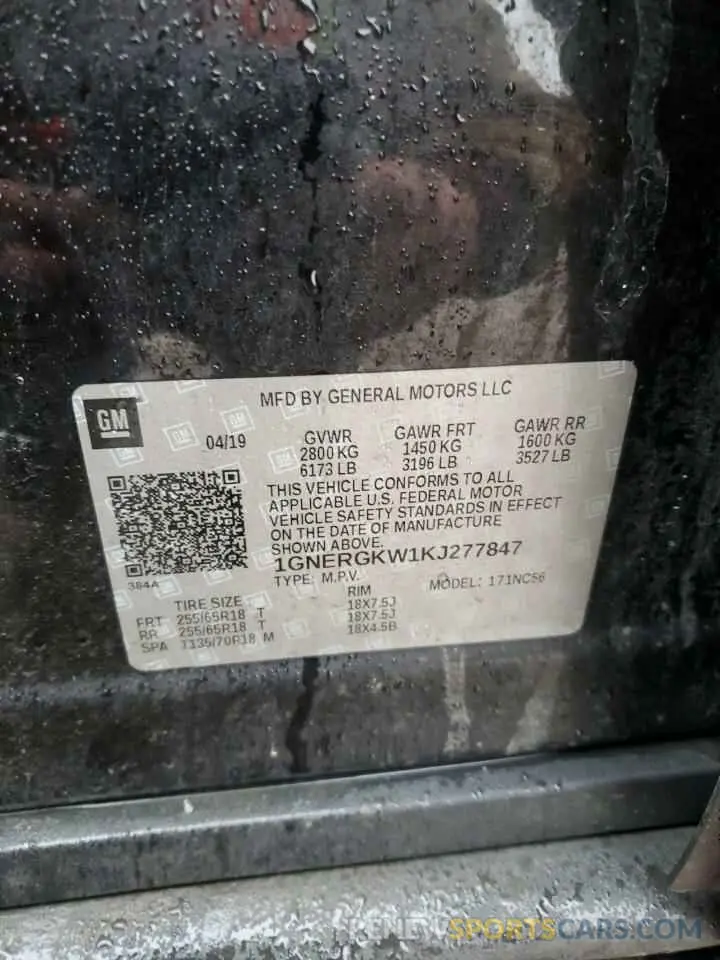 MFD BY GENERAL MOTORS LLC
GM
04/19 GVWR GAWR FRT GAWR RR
2800 KG 1450 KG 1600 KG
6173 LB 3196 LB 3527 LB
THIS VEHICLE CONFORMS TO ALL
APPLICABLE U.S. FEDERAL MOTOR
VEHICLE SAFETY STANDARDS IN EFFECT
ON THE DATE OF MANUFACTURE
SHOWN ABOVE.
384A
1GNERGKW1KJ277847
TYPE: M.P.V. MODEL: 171NC56
TIRE SIZE RIM
FRT 255/65R18 T 18X7.5J
RR 255/65R18 T 18X7.5J
SPA T135/70R18 M 18X4.5B
SPORTSCARS.COM